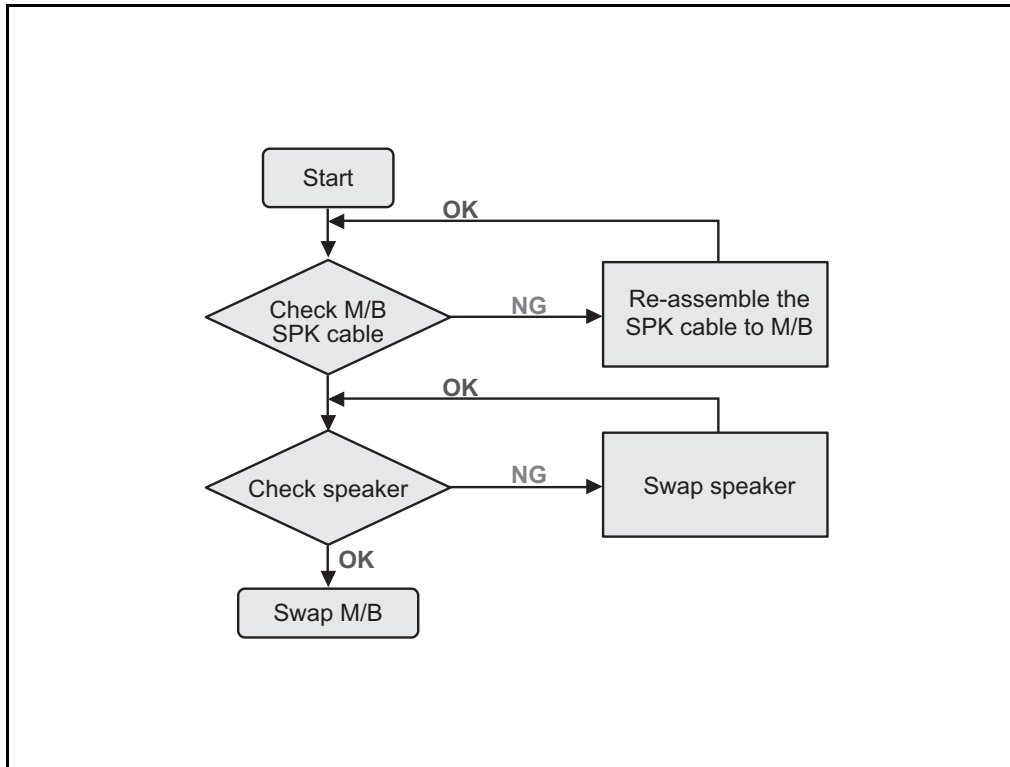 Start
OK
Check M/B
SPK cable
NG
Re-assemble the
SPK cable to M/B
OK
Check speaker
NG
Swap speaker
OK
Swap M/B